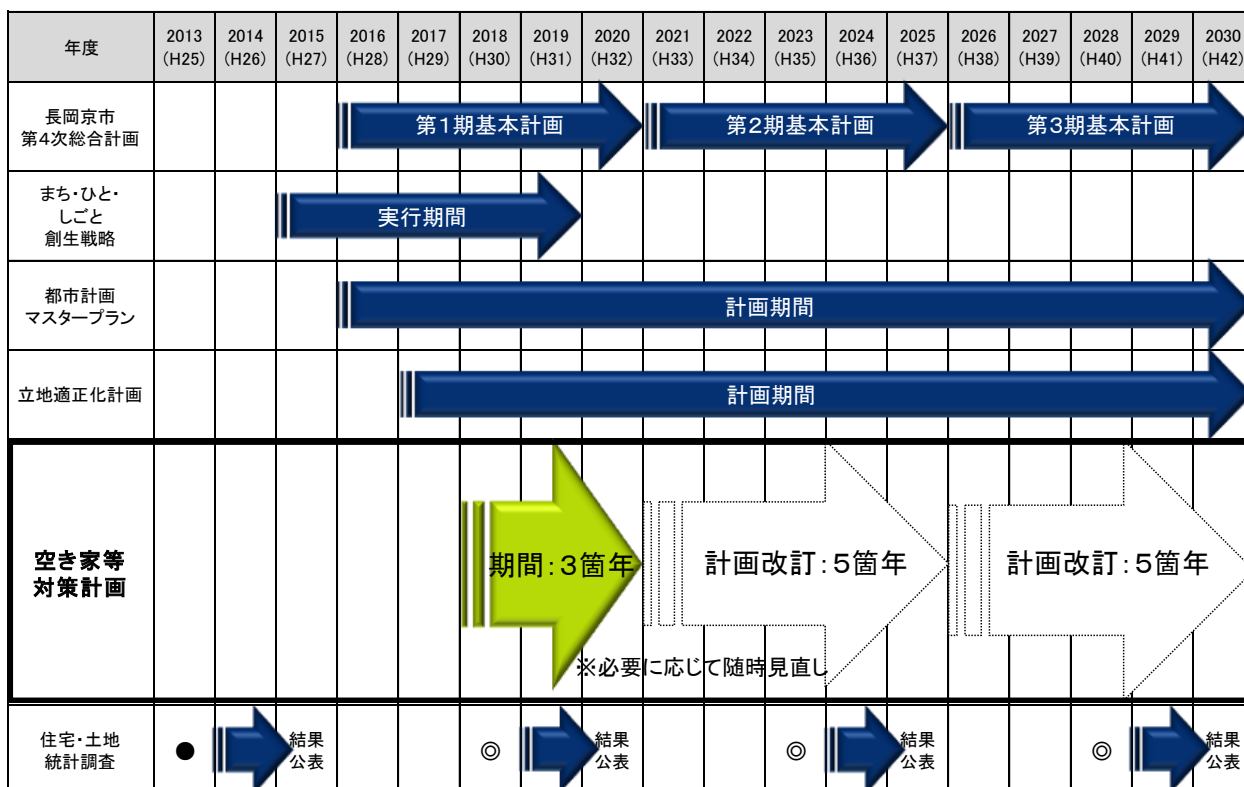 年度
2013
(H25)
2014
(H26)
2015
(H27)
2016
(H28)
2017
(H29)
2018
(H30)
2019
(H31)
2020
(H32)
2021
(H33)
2022
(H34)
2023
(H35)
2024
(H36)
2025
(H37)
2026
(H38)
2027
(H39)
2028
(H40)
2029
(H41)
2030
(H42)
長岡京市
第4次総合計画
第1期基本計画
第2期基本計画
第3期基本計画
まち・ひと・
しごと
創生戦略
実行期間
都市計画
マスタープラン
計画期間
立地適正化計画
計画期間
空き家等
対策計画
期間:3箇年
計画改訂:5箇年
計画改訂:5箇年
※必要に応じて随時見直し
住宅・土地
統計調査
●
結果
公表
◎
結果
公表
◎
結果
公表
◎
結果
公表